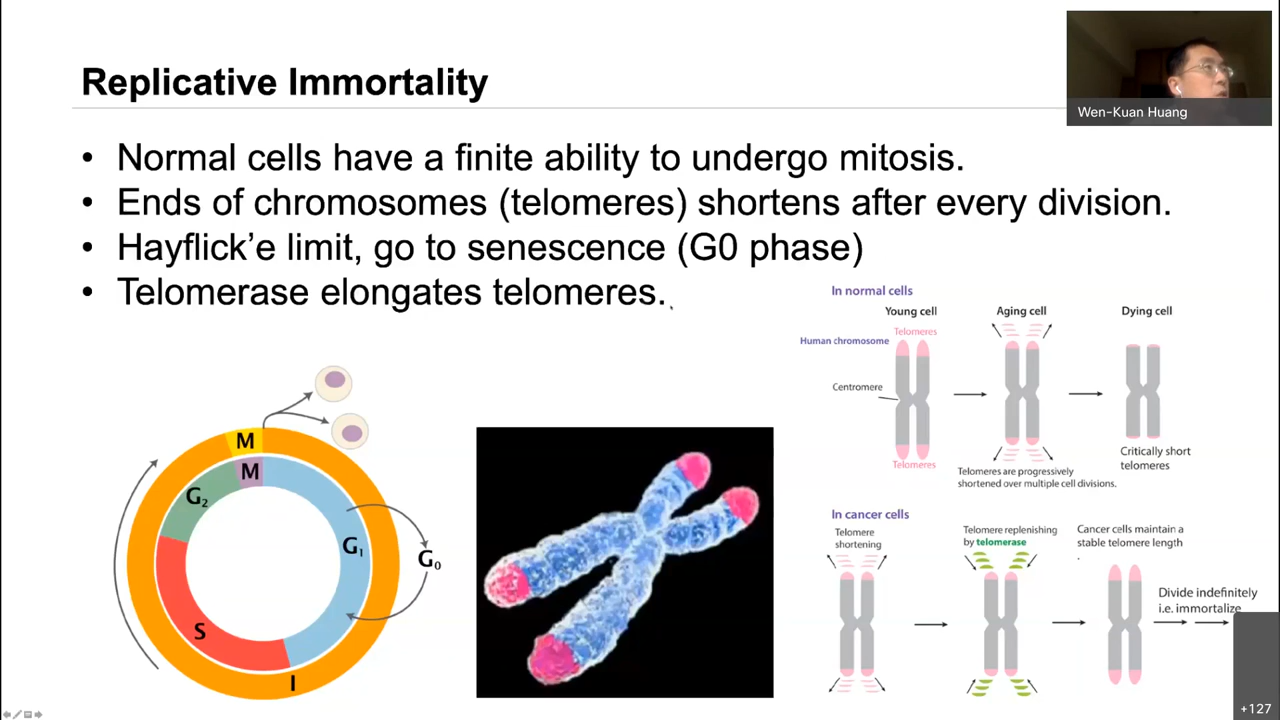 Replicative Immortality
Wen-Kuan Huang
• Normal cells have a finite ability to undergo mitosis.
• Ends of chromosomes (telomeres) shortens after every division.
• Hayflick’e limit, go to senescence (G0 phase)
• Telomerase elongates telomeres.
In normal cells
Young cell
Aging cell
Dying cell
Telomeres
Human chromosome
Centromere
Telomeres
Telomeres are progressively
shortened over multiple cell divisions.
Critically short
telomeres
In cancer cells
Telomere
shortening
Telomere replenishing
by telomerase
Cancer cells maintain a
stable telomere length
.
Divide indefinitely
i.e. immortalize
M
M
G₂
G₁
G₀
S
I
+127